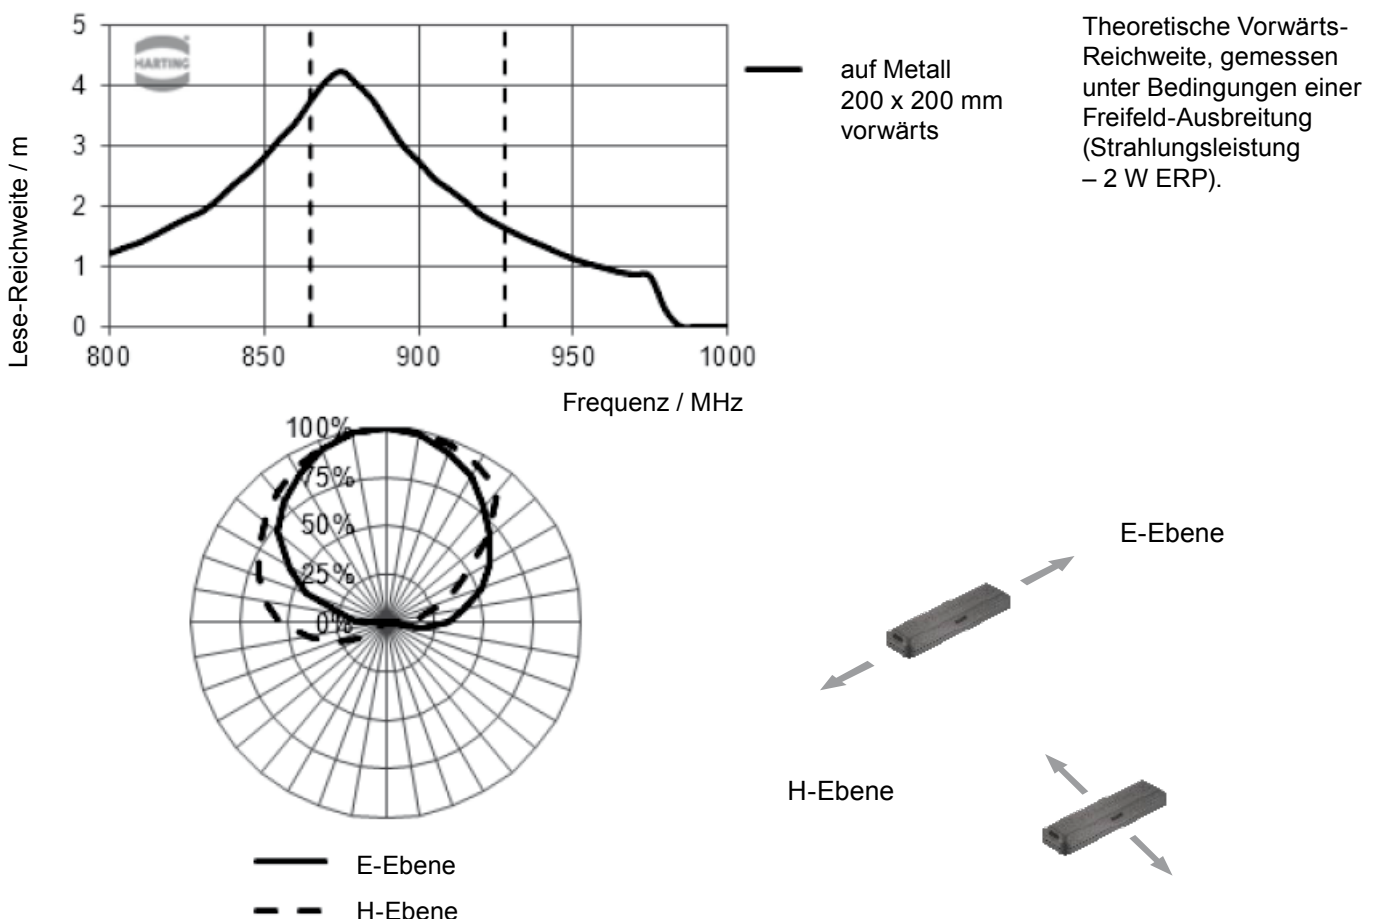 5
4
3
2
1
0
HARTING
Lese-Reichweite / m
800
850
900
950
1000
Frequenz / MHz
auf Metall
200 x 200 mm
vorwärts
Theoretische Vorwärts-
Reichweite, gemessen
unter Bedingungen einer
Freifeld-Ausbreitung
(Strahlungsleistung
– 2 W ERP).
100%
75%
50%
25%
0%
E-Ebene
H-Ebene
E-Ebene
H-Ebene